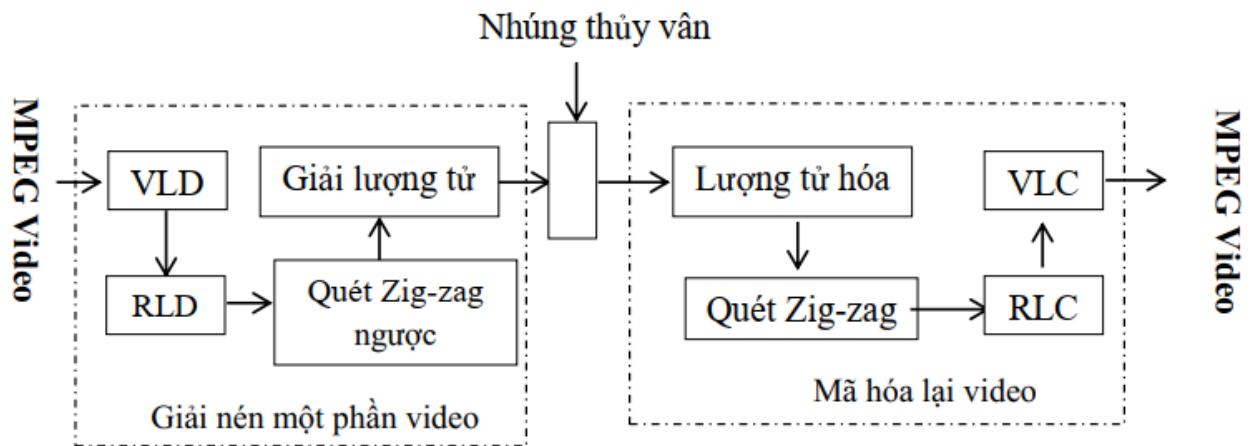 Nhúng thủy vân
MPEG Video
VLD
Giải lượng tử
RLD
Quét Zig-zag
ngược
Giải nén một phần video
Lượng tử hóa
VLC
Quét Zig-zag
RLC
Mã hóa lại video
MPEG Video